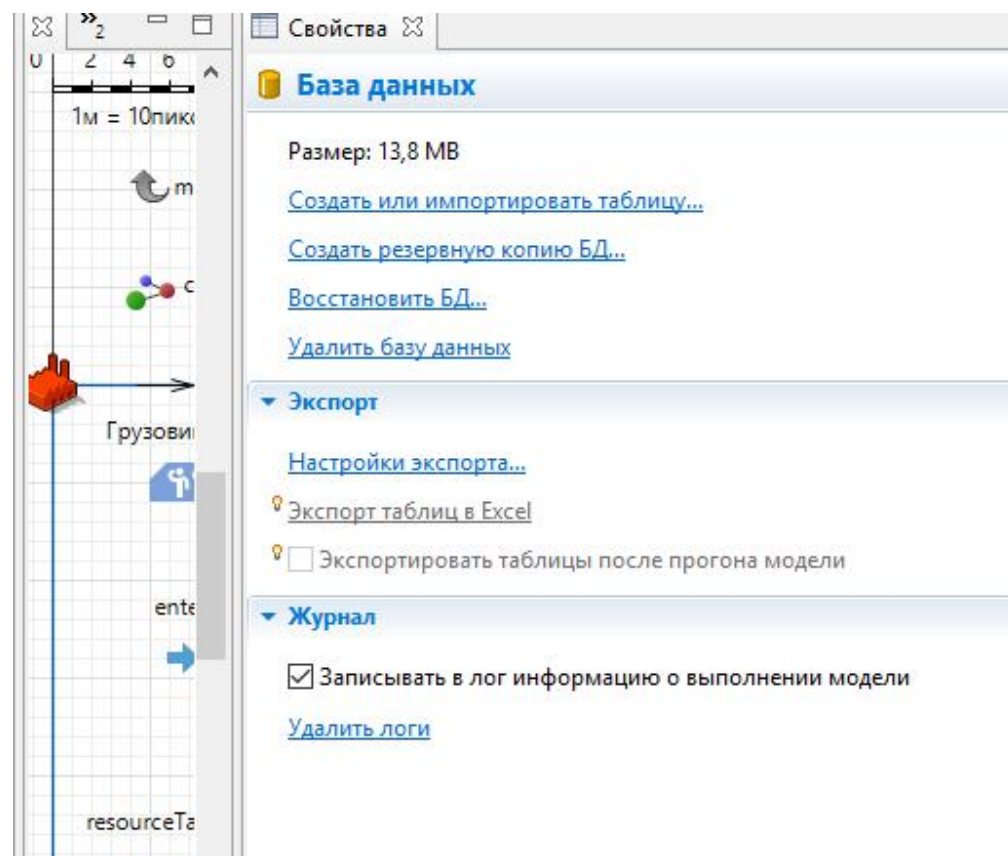 »2
Свойства
0 2 4 6
База данных
1м = 10пикс
Размер: 13,8 MB
m
Создать или импортировать таблицу...
Создать резервную копию БД...
c
Восстановить БД...
Удалить базу данных
Экспорт
Грузови
Настройки экспорта...
Экспорт таблиц в Excel
Экспортировать таблицы после прогона модели
ente
Журнал
Записывать в лог информацию о выполнении модели
Удалить логи
resourceTa